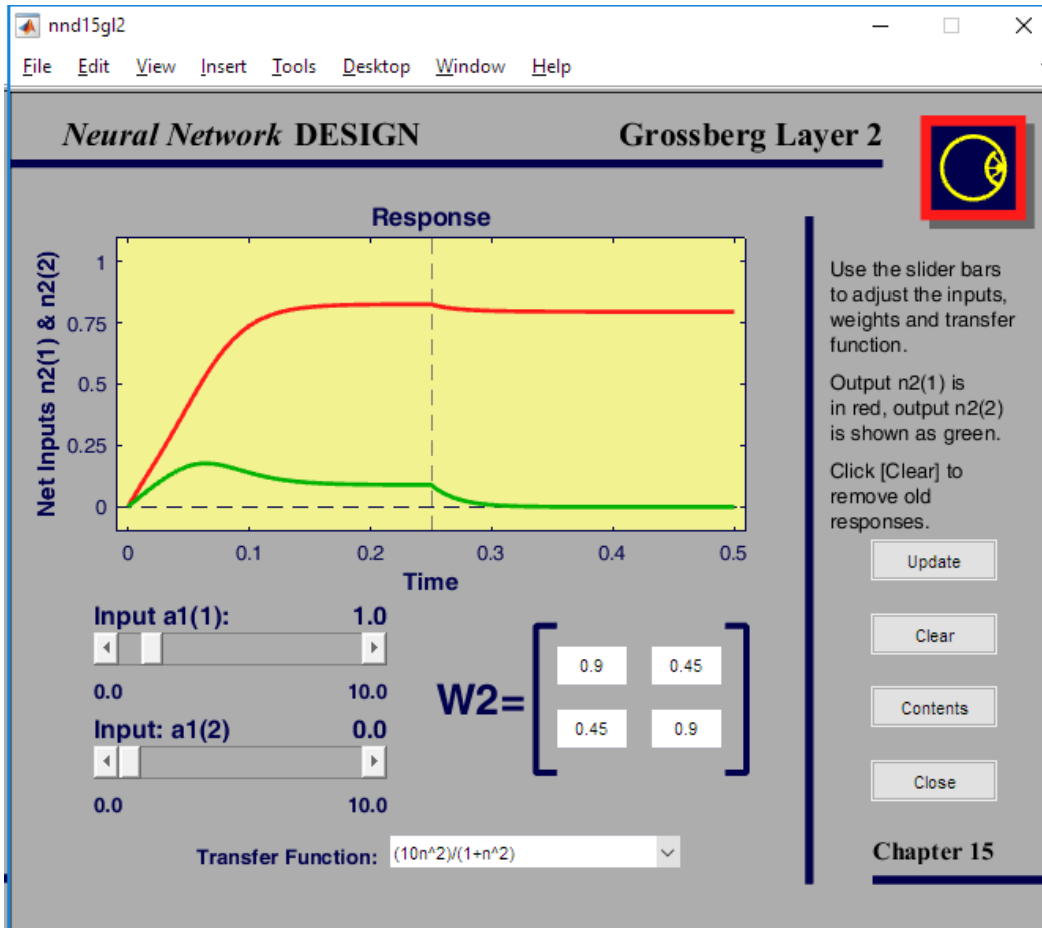 nnd15gl2
File Edit View Insert Tools Desktop Window Help
Neural Network DESIGN
Grossberg Layer 2
Response
Net Inputs n2(1) & n2(2)
1
0.75
0.5
0.25
0
0 0.1 0.2 0.3 0.4 0.5
Time
Use the slider bars
to adjust the inputs,
weights and transfer
function.
Output n2(1) is
in red, output n2(2)
is shown as green.
Click [Clear] to
remove old
responses.
Update
Clear
Contents
Close
Input a1(1): 1.0
0.0 10.0
Input: a1(2) 0.0
0.0 10.0
W2=
0.9 0.45
0.45 0.9
Transfer Function: (10n^2)/(1+n^2)
Chapter 15